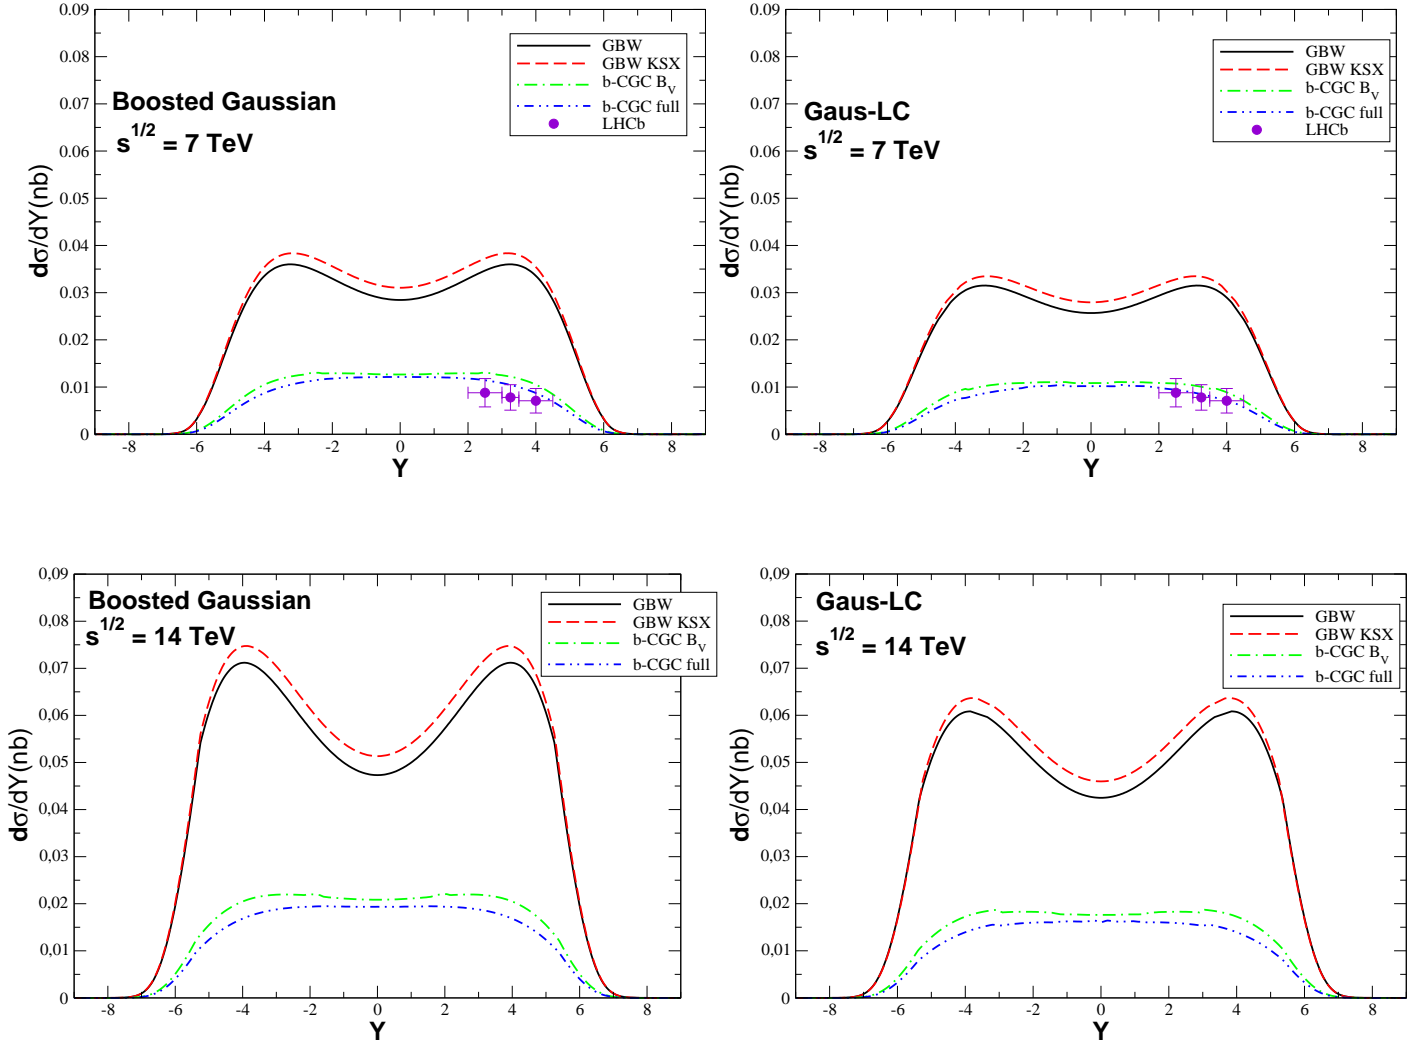 0.09
0.08
0.07
0.06
0.05
0.04
0.03
0.02
0.01
0
dσ/dY(nb)
Boosted Gaussian
s^1/2 = 7 TeV
GBW
GBW KSX
b-CGC B_V
b-CGC full
LHCb
-8 -6 -4 -2 0 2 4 6 8
Y
0.09
0.08
0.07
0.06
0.05
0.04
0.03
0.02
0.01
0
dσ/dY(nb)
Gaus-LC
s^1/2 = 7 TeV
GBW
GBW KSX
b-CGC B_V
b-CGC full
LHCb
-8 -6 -4 -2 0 2 4 6 8
Y
0,09
0,08
0,07
0,06
0,05
0,04
0,03
0,02
0,01
0
dσ/dY(nb)
Boosted Gaussian
s^1/2 = 14 TeV
GBW
GBW KSX
b-CGC B_V
b-CGC full
-8 -6 -4 -2 0 2 4 6 8
Y
0,09
0,08
0,07
0,06
0,05
0,04
0,03
0,02
0,01
0
dσ/dY(nb)
Gaus-LC
s^1/2 = 14 TeV
GBW
GBW KSX
b-CGC B_V
b-CGC full
-8 -6 -4 -2 0 2 4 6 8
Y